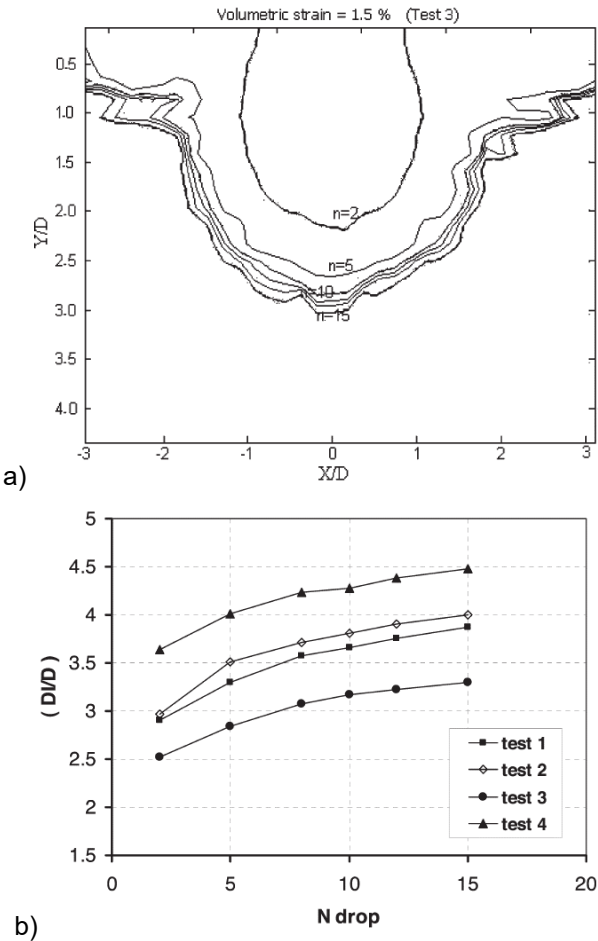 Volumetric strain = 1.5 % (Test 3)
0.5
1.0
1.5
2.0
2.5
3.0
3.5
4.0
Y/D
n=2
n=5
=10
n=15
-3 -2 -1 0 1 2 3
X/D
a)
5
4.5
4
3.5
3
2.5
2
1.5
( DI/D )
test 1
test 2
test 3
test 4
0 5 10 15 20
N drop
b)